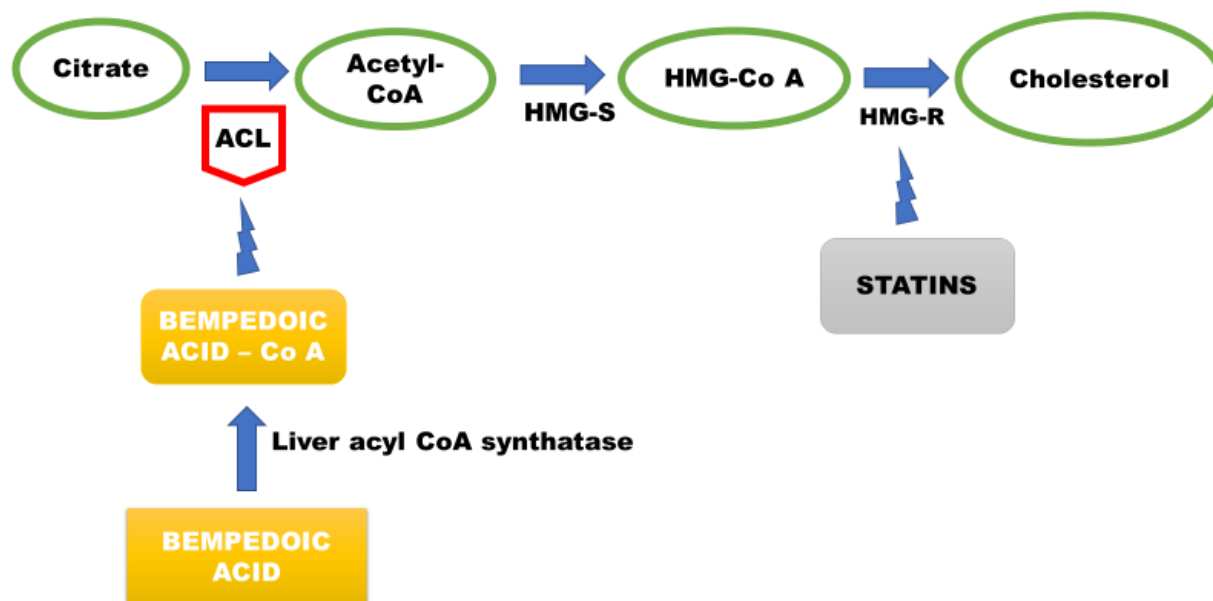 Citrate
Acetyl-
CoA
HMG-Co A
Cholesterol
ACL
HMG-S
HMG-R
STATINS
BEMPEDOIC
ACID – Co A
Liver acyl CoA synthatase
BEMPEDOIC
ACID